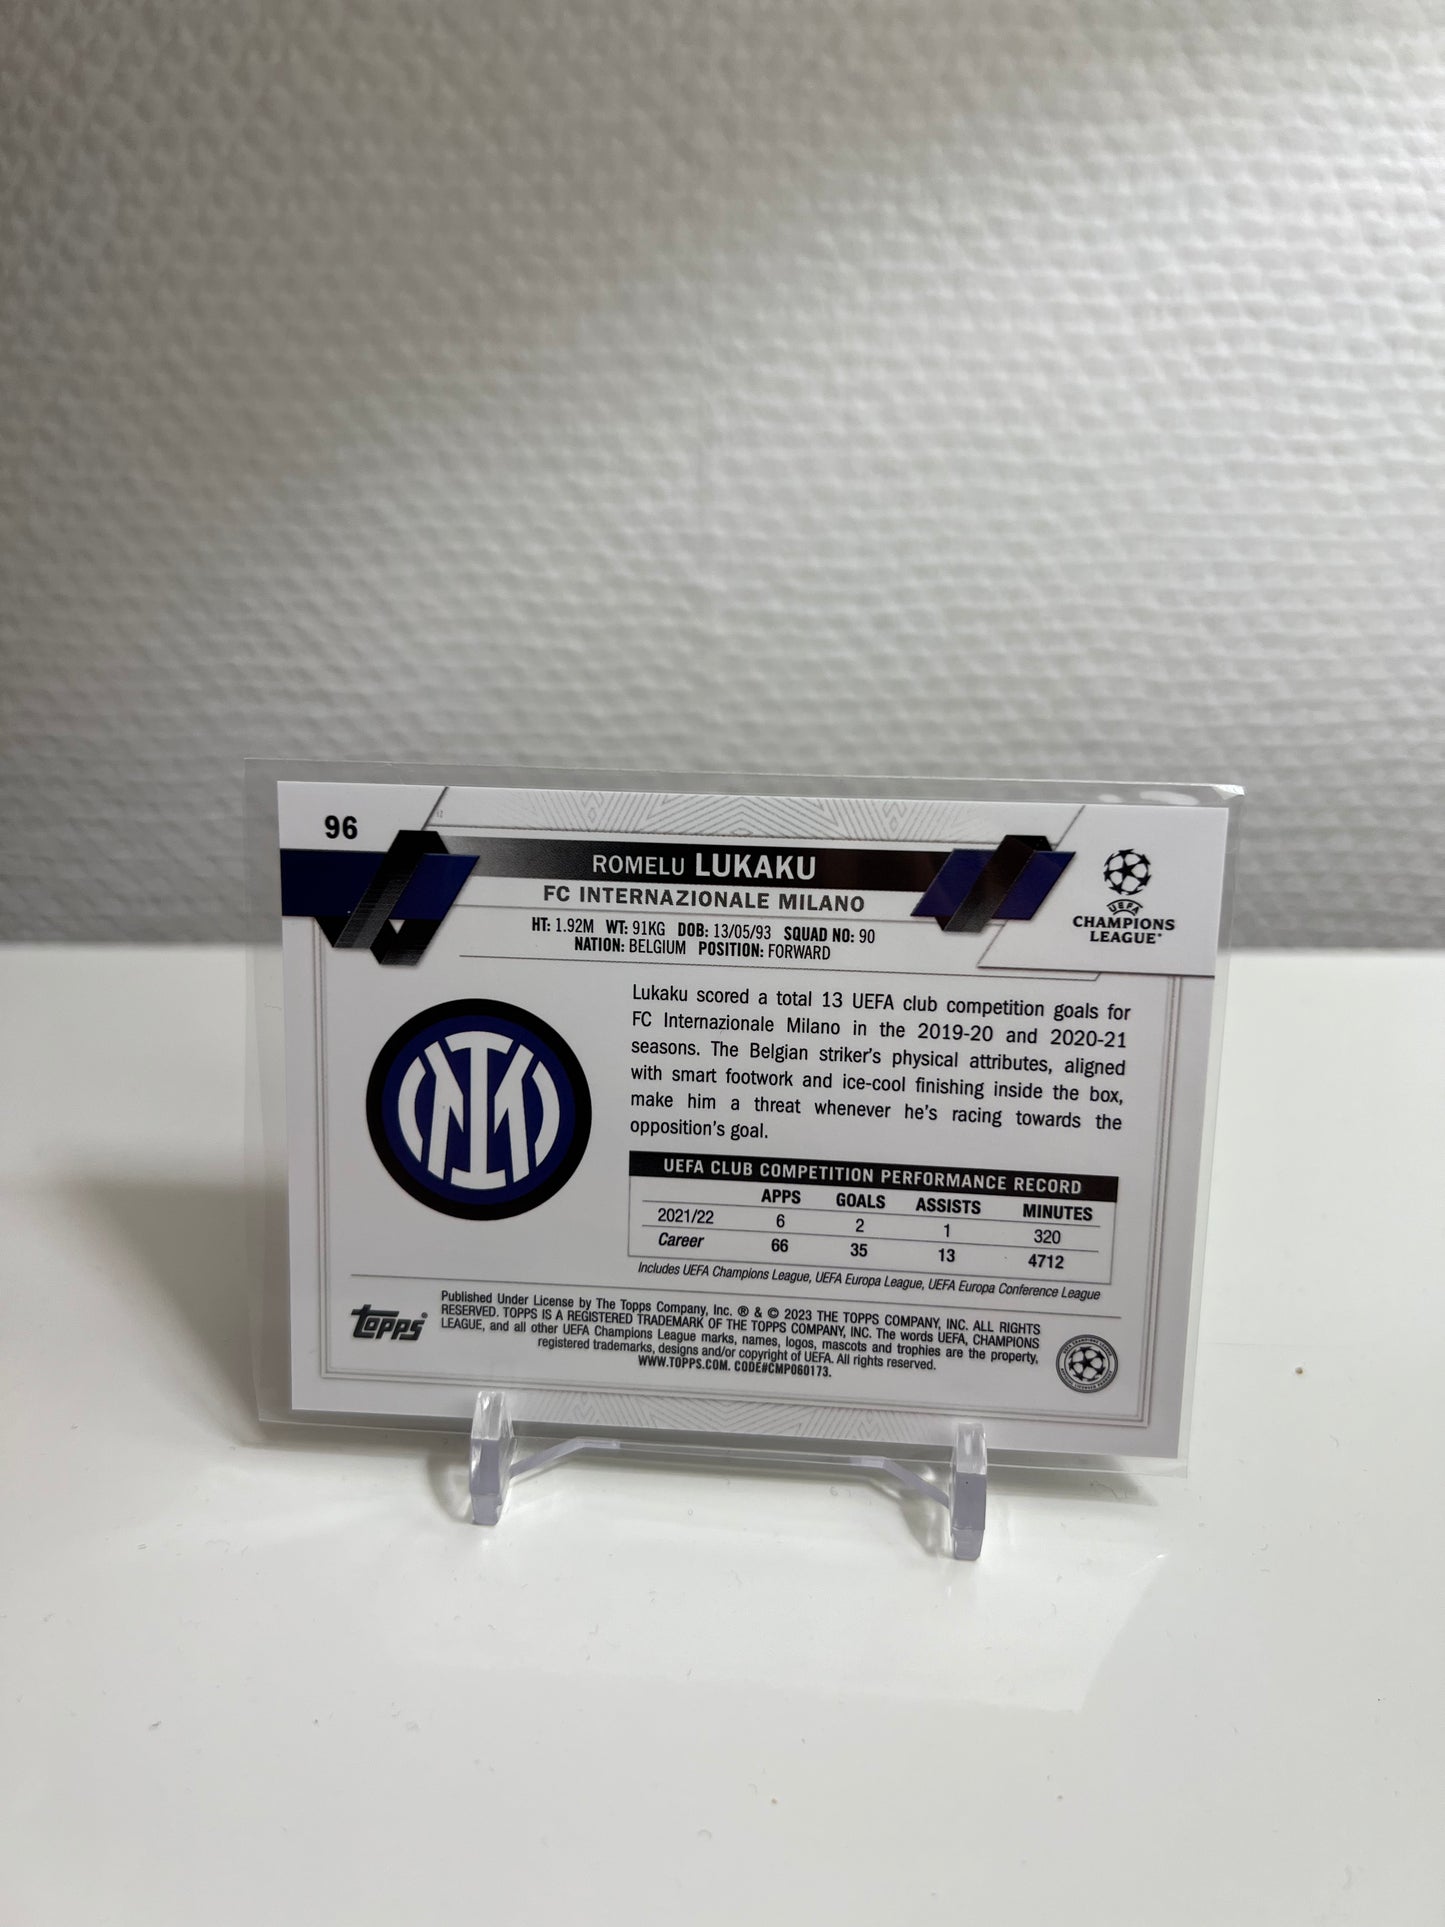 96
ROMELU LUKAKU
FC INTERNAZIONALE MILANO
HT: 1.92M WT: 91KG DOB: 13/05/93 SQUAD NO: 90
NATION: BELGIUM POSITION: FORWARD
UEFA
CHAMPIONS
LEAGUE
Lukaku scored a total 13 UEFA club competition goals for
FC Internazionale Milano in the 2019-20 and 2020-21
seasons. The Belgian striker's physical attributes, aligned
with smart footwork and ice-cool finishing inside the box,
make him a threat whenever he's racing towards the
opposition's goal.
UEFA CLUB COMPETITION PERFORMANCE RECORD
APPS GOALS ASSISTS MINUTES
2021/22 6 2 1 320
Career 66 35 13 4712
Includes UEFA Champions League, UEFA Europa League, UEFA Europa Conference League
topps
Published Under License by The Topps Company, Inc. ® & © 2023 THE TOPPS COMPANY, INC. ALL RIGHTS
RESERVED. TOPPS IS A REGISTERED TRADEMARK OF THE TOPPS COMPANY, INC. The words UEFA, CHAMPIONS
LEAGUE, and all other UEFA Champions League marks, names, logos, mascots and trophies are the property,
registered trademarks, designs and/or copyright of UEFA. All rights reserved.
WWW.TOPPS.COM. CODE#CMP060173.